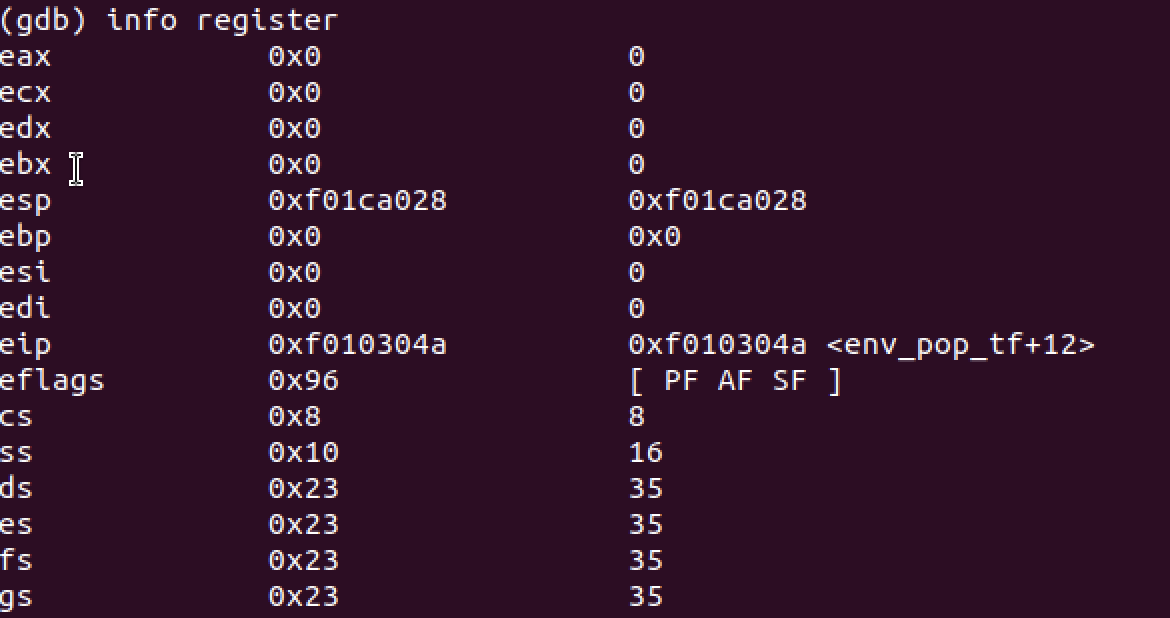 (gdb) info register
eax 0x0 0
ecx 0x0 0
edx 0x0 0
ebx 0x0 0
esp 0xf01ca028 0xf01ca028
ebp 0x0 0x0
esi 0x0 0
edi 0x0 0
eip 0xf010304a 0xf010304a <env_pop_tf+12>
eflags 0x96 [ PF AF SF ]
cs 0x8 8
ss 0x10 16
ds 0x23 35
es 0x23 35
fs 0x23 35
gs 0x23 35